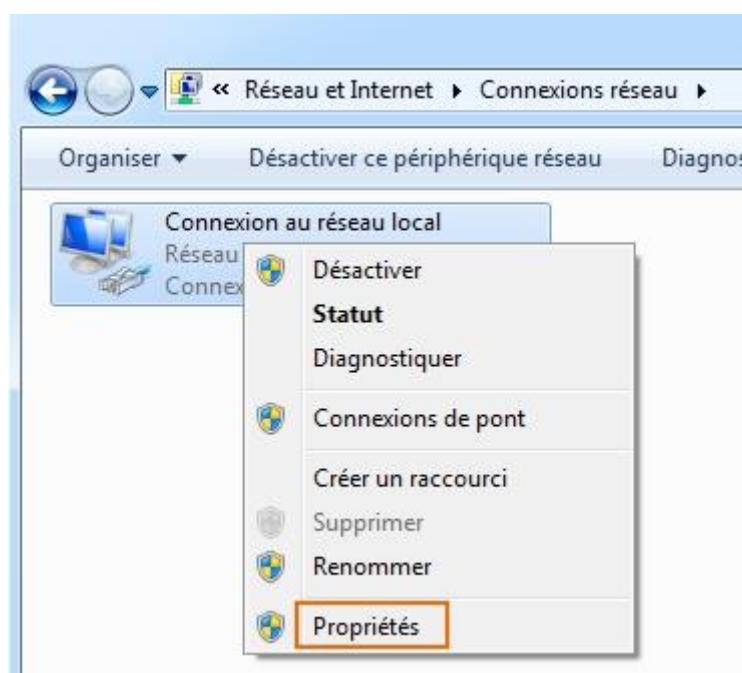 « Réseau et Internet ▸ Connexions réseau ▸
Organiser ▾ Désactiver ce périphérique réseau
Connexion au réseau local
Réseau
Désactiver
Statut
Diagnostiquer
Connexions de pont
Créer un raccourci
Supprimer
Renommer
Propriétés